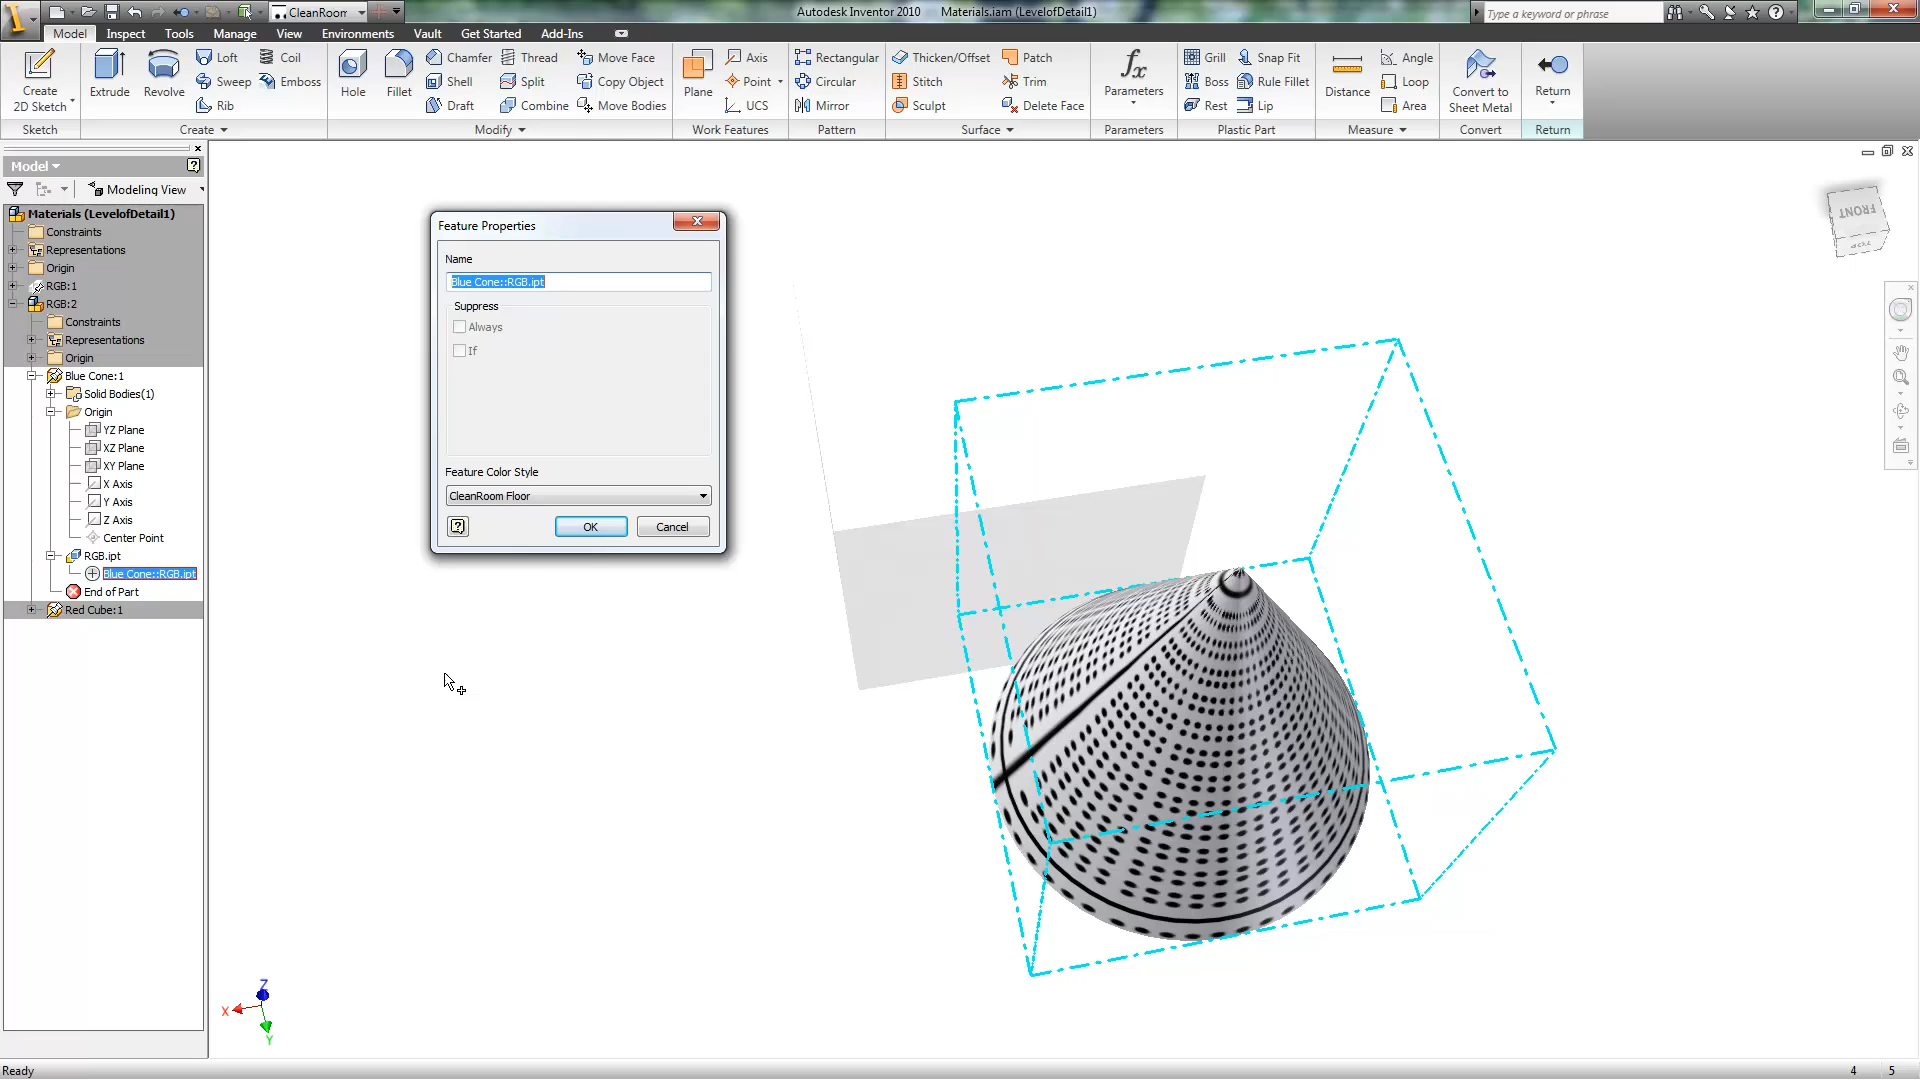 CleanRoom
Autodesk Inventor 2010 Materials.iam (LevelofDetail1)
Type a keyword or phrase
Model Inspect Tools Manage View Environments Vault Get Started Add-Ins
Loft Coil Chamfer Thread Move Face Axis Rectangular Thicken/Offset Patch Grill Snap Fit Angle
Create
2D Sketch
Extrude Revolve Sweep Emboss Hole Fillet Shell Split Copy Object Plane Point Circular Stitch Trim Parameters Boss Rule Fillet Distance Loop Convert to
Sheet Metal
Return
Rib Draft Combine Move Bodies UCS Mirror Sculpt Delete Face Rest Lip Area
Sketch Create Modify Work Features Pattern Surface Parameters Plastic Part Measure Convert Return
Model
Modeling View
Materials (LevelofDetail1)
Constraints
Representations
Origin
RGB:1
RGB:2
Constraints
Representations
Origin
Blue Cone:1
Solid Bodies(1)
Origin
YZ Plane
XZ Plane
XY Plane
X Axis
Y Axis
Z Axis
Center Point
RGB.ipt
Blue Cone::RGB.ipt
End of Part
Red Cube:1
Feature Properties
Name
Blue Cone::RGB.ipt
Suppress
Always
If
Feature Color Style
CleanRoom Floor
OK Cancel
FRONT
TOP
Z
X
Y
Ready 4 5